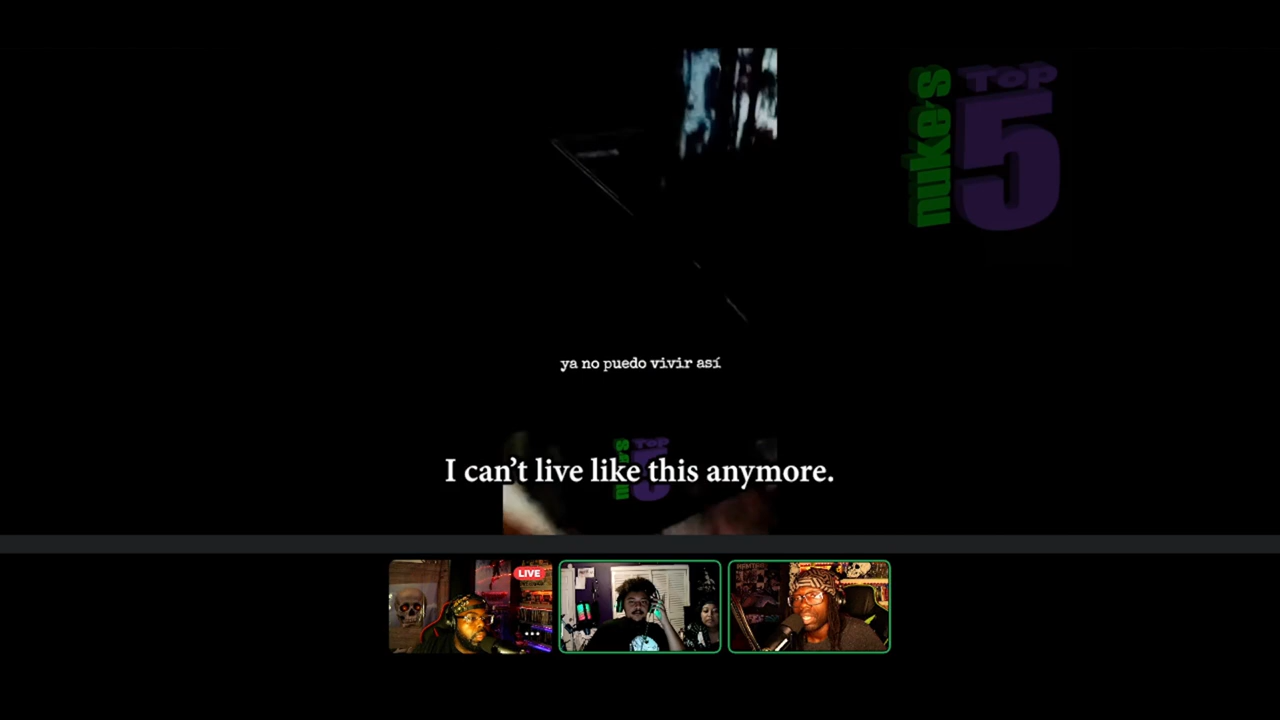 nuke's Top 5
ya no puedo vivir así
I can't live like this anymore.
LIVE